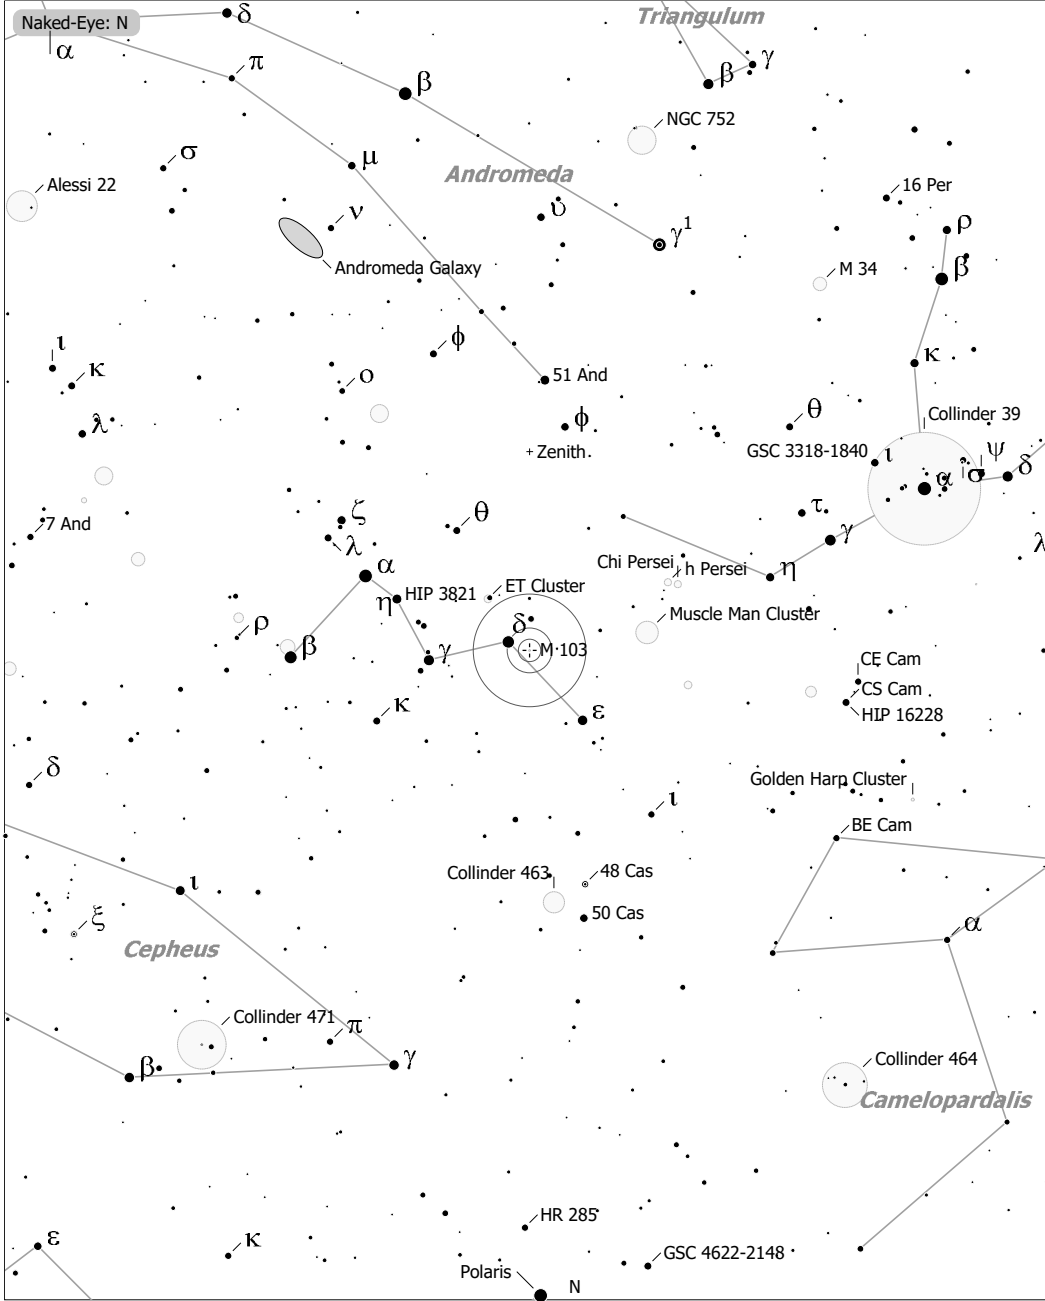 Naked-Eye: N
Triangulum
δ
α
π
β
γ
β
NGC 752
σ
μ
Andromeda
Alessi 22
16 Per
ν
υ
γ¹
ρ
Andromeda Galaxy
M 34
β
ι
φ
κ
κ
ο
51 And
λ
φ
θ
Collinder 39
Zenith
GSC 3318-1840
ι
ψ
δ
α
σ
7 And
ζ
θ
τ
λ
γ
λ
α
Chi Persei
h Persei
η
η
HIP 3821
ET Cluster
Muscle Man Cluster
ρ
β
γ
δ
M 103
CE Cam
κ
ε
CS Cam
HIP 16228
δ
Golden Harp Cluster
ι
BE Cam
ι
Collinder 463
48 Cas
ξ
50 Cas
α
Cepheus
Collinder 471
π
β
γ
Collinder 464
Camelopardalis
HR 285
ε
κ
GSC 4622-2148
Polaris
N